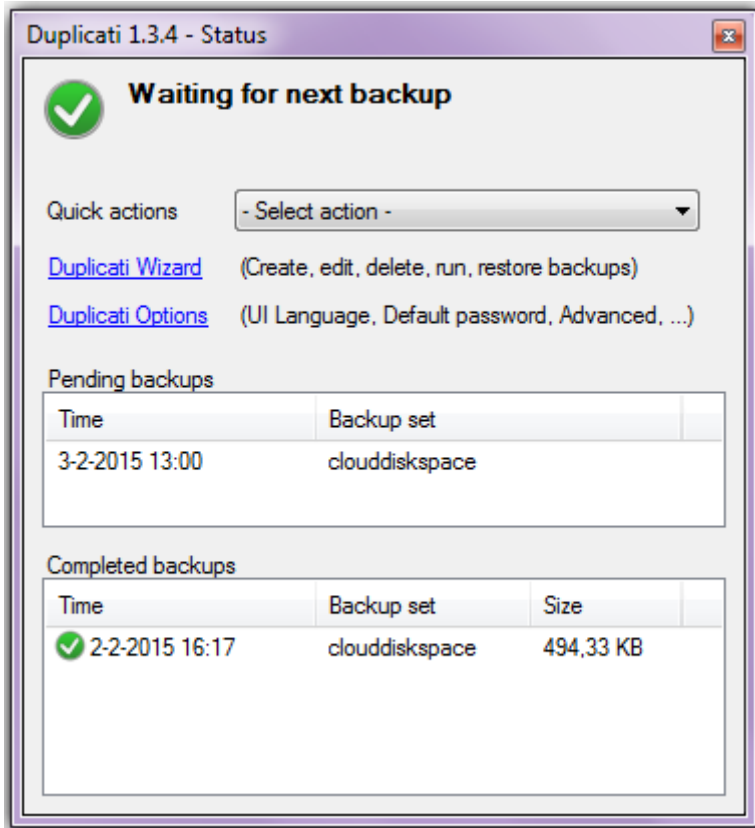 Duplicati 1.3.4 - Status
Waiting for next backup
Quick actions - Select action -
Duplicati Wizard (Create, edit, delete, run, restore backups)
Duplicati Options (UI Language, Default password, Advanced, ...)
Pending backups
Time Backup set
3-2-2015 13:00 clouddiskspace
Completed backups
Time Backup set Size
2-2-2015 16:17 clouddiskspace 494,33 KB